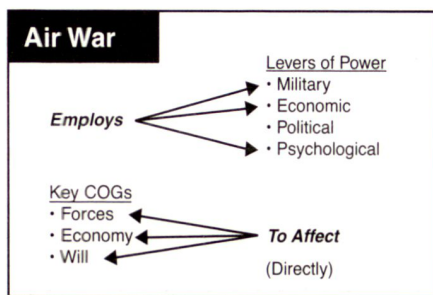 Air War
Levers of Power
· Military
· Economic
Employs
· Political
· Psychological
Key COGs
· Forces
· Economy
· Will
To Affect
(Directly)